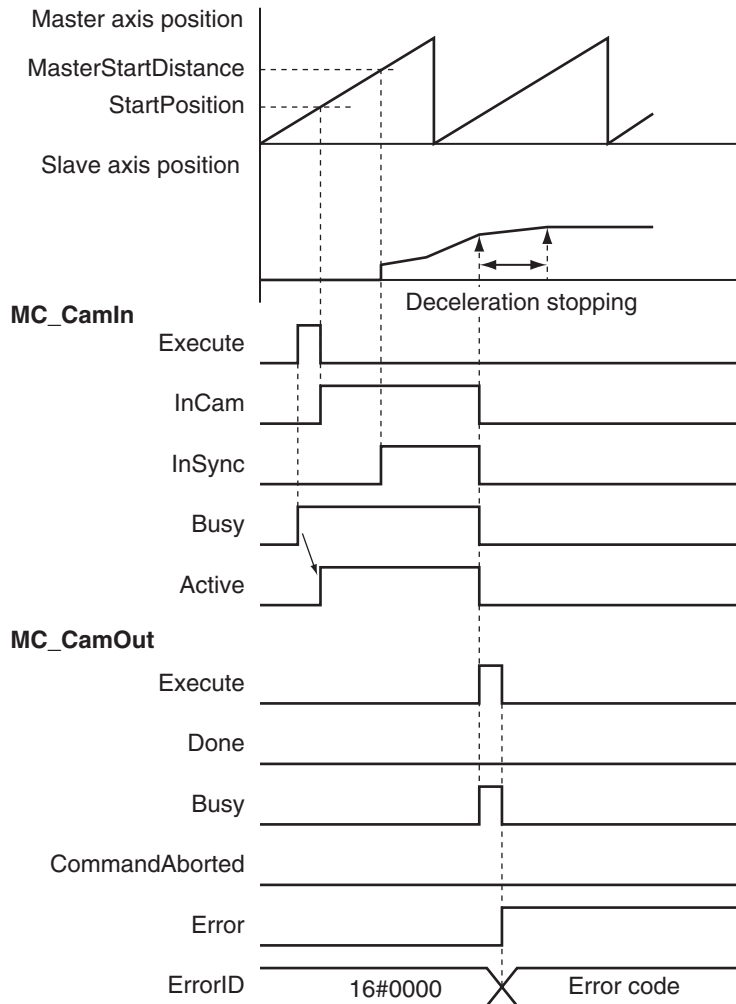 Master axis position
MasterStartDistance
StartPosition
Slave axis position
Deceleration stopping
MC_CamIn
Execute
InCam
InSync
Busy
Active
MC_CamOut
Execute
Done
Busy
CommandAborted
Error
ErrorID
16#0000
Error code